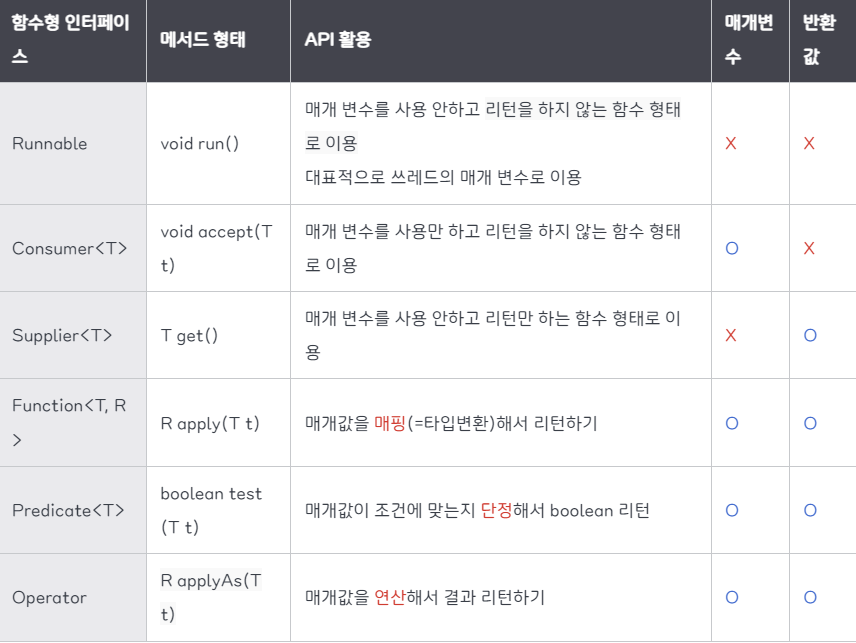 함수형 인터페이
스
메서드 형태
API 활용
매개변
수
반환
값
Runnable
void run()
매개 변수를 사용 안하고 리턴을 하지 않는 함수 형태
로 이용
대표적으로 쓰레드의 매개 변수로 이용
X
X
Consumer<T>
void accept(T
t)
매개 변수를 사용만 하고 리턴을 하지 않는 함수 형태
로 이용
O
X
Supplier<T>
T get()
매개 변수를 사용 안하고 리턴만 하는 함수 형태로 이
용
X
O
Function<T, R
>
R apply(T t)
매개값을 매핑(=타입변환)해서 리턴하기
O
O
Predicate<T>
boolean test
(T t)
매개값이 조건에 맞는지 단정해서 boolean 리턴
O
O
Operator
R applyAs(T
t)
매개값을 연산해서 결과 리턴하기
O
O